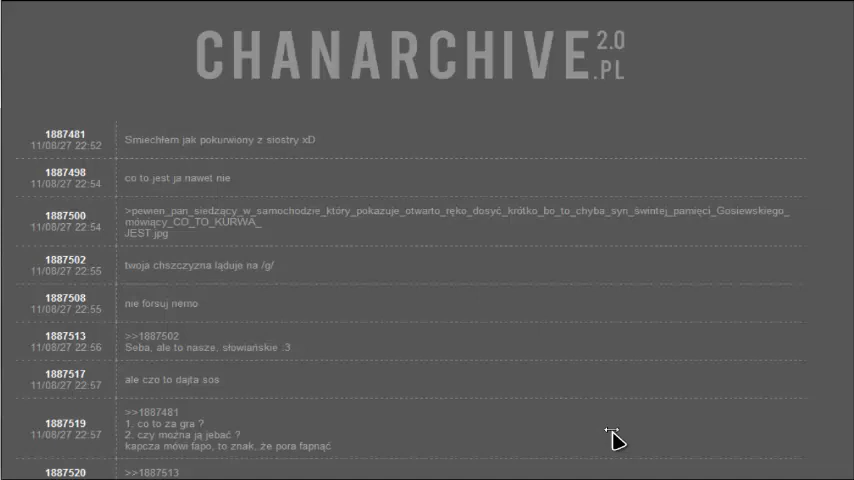 CHANARCHIVE 2.0
.PL
1887481
11/08/27 22:52
Smiechłem jak pokurwiony z siostry xD
1887498
11/08/27 22:54
co to jest ja nawet nie
1887500
11/08/27 22:54
>pewien_pan_siedzący_w_samochodzie_który_pokazuje_otwarto_ręko_dosyć_krótko_bo_to_chyba_syn_świntej_pamięci_Gosiewskiego_
mówiący_CO_TO_KURWA_
JEST.jpg
1887502
11/08/27 22:55
twoja chszczyzna ląduje na /g/
1887508
11/08/27 22:55
nie forsuj nemo
1887513
11/08/27 22:56
>>1887502
Seba, ale to nasze, słowiańskie :3
1887517
11/08/27 22:57
ale czo to dajta sos
1887519
11/08/27 22:57
>>1887481
1. co to za gra ?
2. czy można ją jebać ?
kapcza mówi fapo, to znak, że pora fapnąć
1887520
>>1887513